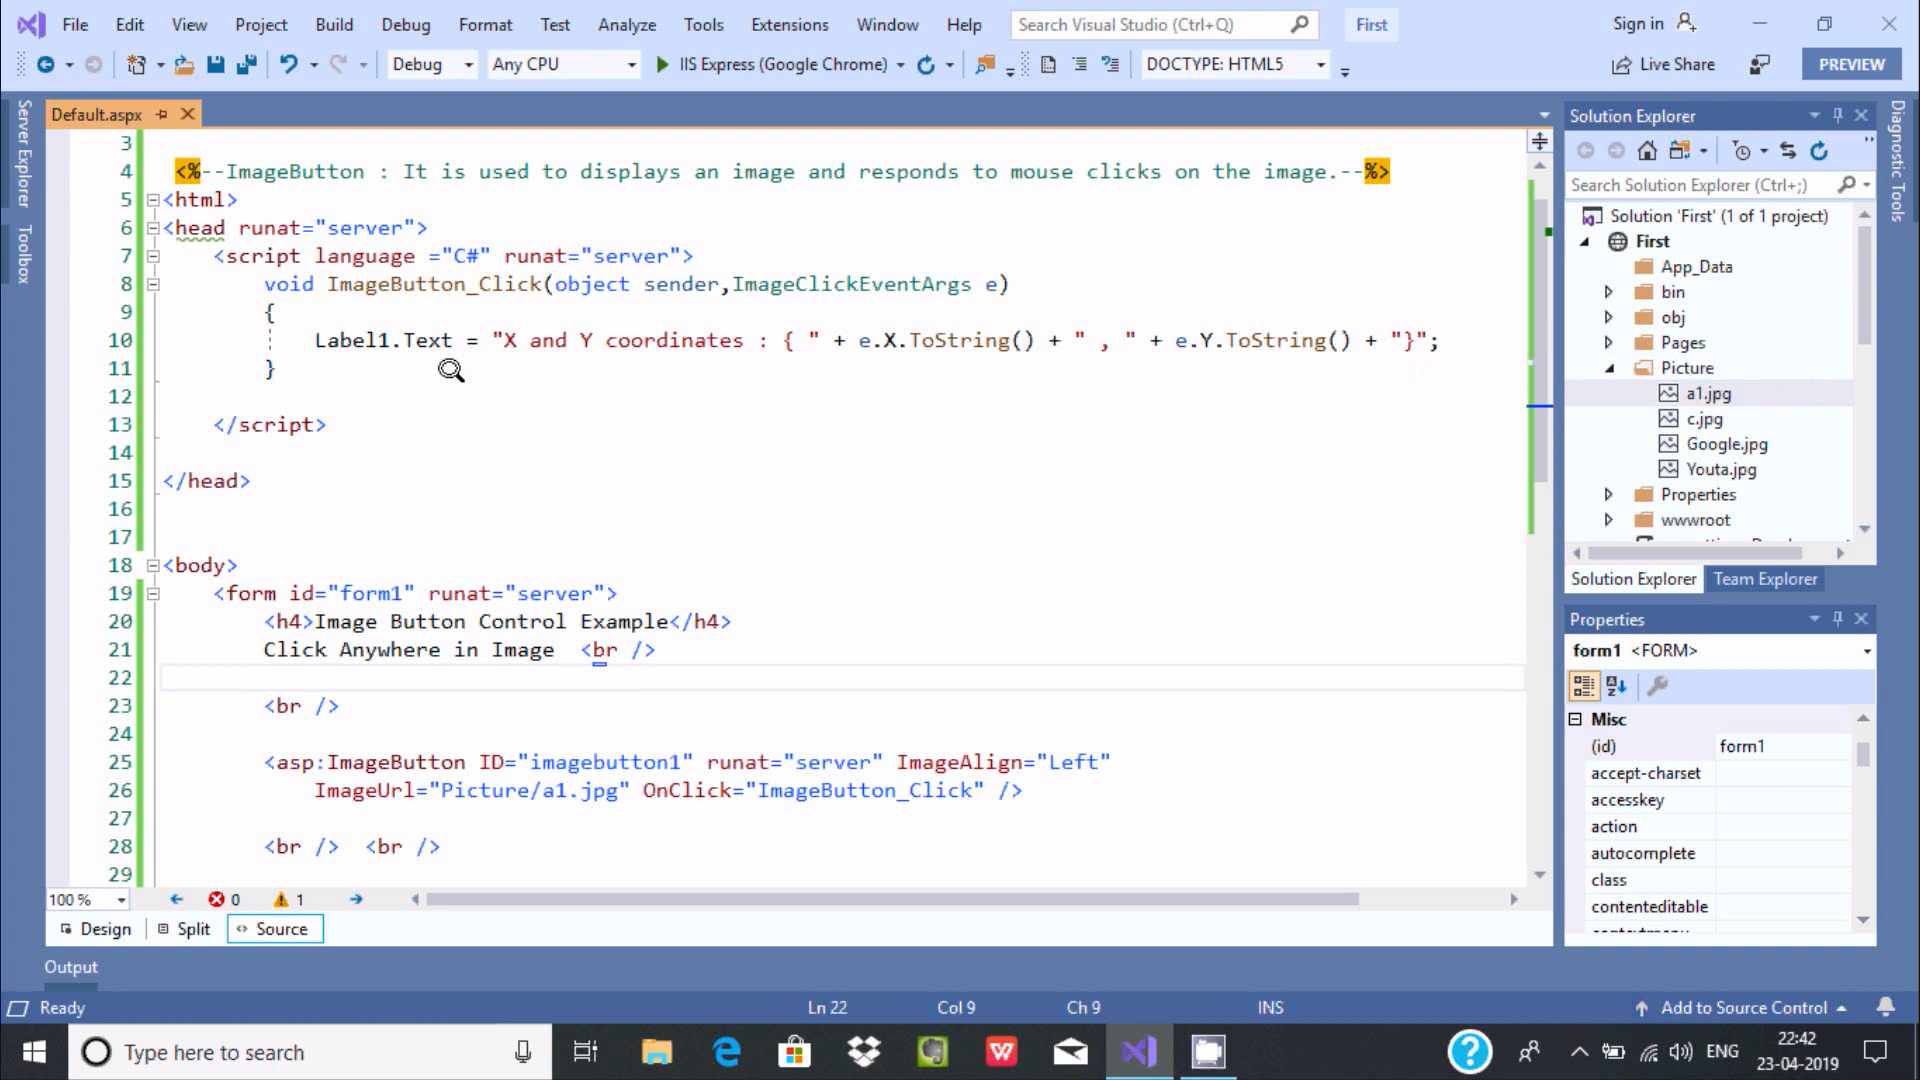 File Edit View Project Build Debug Format Test Analyze Tools Extensions Window Help Search Visual Studio (Ctrl+Q) First Sign in
Debug Any CPU IIS Express (Google Chrome) DOCTYPE: HTML5 Live Share PREVIEW
Server Explorer
Toolbox
Default.aspx
3
4 <%--ImageButton : It is used to displays an image and responds to mouse clicks on the image.--%>
5 <html>
6 <head runat="server">
7 <script language ="C#" runat="server">
8 void ImageButton_Click(object sender,ImageClickEventArgs e)
9 {
10 Label1.Text = "X and Y coordinates : { " + e.X.ToString() + " , " + e.Y.ToString() + "}";
11 }
12
13 </script>
14
15 </head>
16
17
18 <body>
19 <form id="form1" runat="server">
20 <h4>Image Button Control Example</h4>
21 Click Anywhere in Image <br />
22
23 <br />
24
25 <asp:ImageButton ID="imagebutton1" runat="server" ImageAlign="Left"
26 ImageUrl="Picture/a1.jpg" OnClick="ImageButton_Click" />
27
28 <br /> <br />
29
100 % 0 1
Design Split Source
Solution Explorer
Search Solution Explorer (Ctrl+;)
Solution 'First' (1 of 1 project)
First
App_Data
bin
obj
Pages
Picture
a1.jpg
c.jpg
Google.jpg
Youta.jpg
Properties
wwwroot
Solution Explorer Team Explorer
Properties
form1 <FORM>
Misc
(id) form1
accept-charset
accesskey
action
autocomplete
class
contenteditable
Diagnostic Tools
Output
Ready Ln 22 Col 9 Ch 9 INS Add to Source Control
Type here to search ENG 22:42
23-04-2019